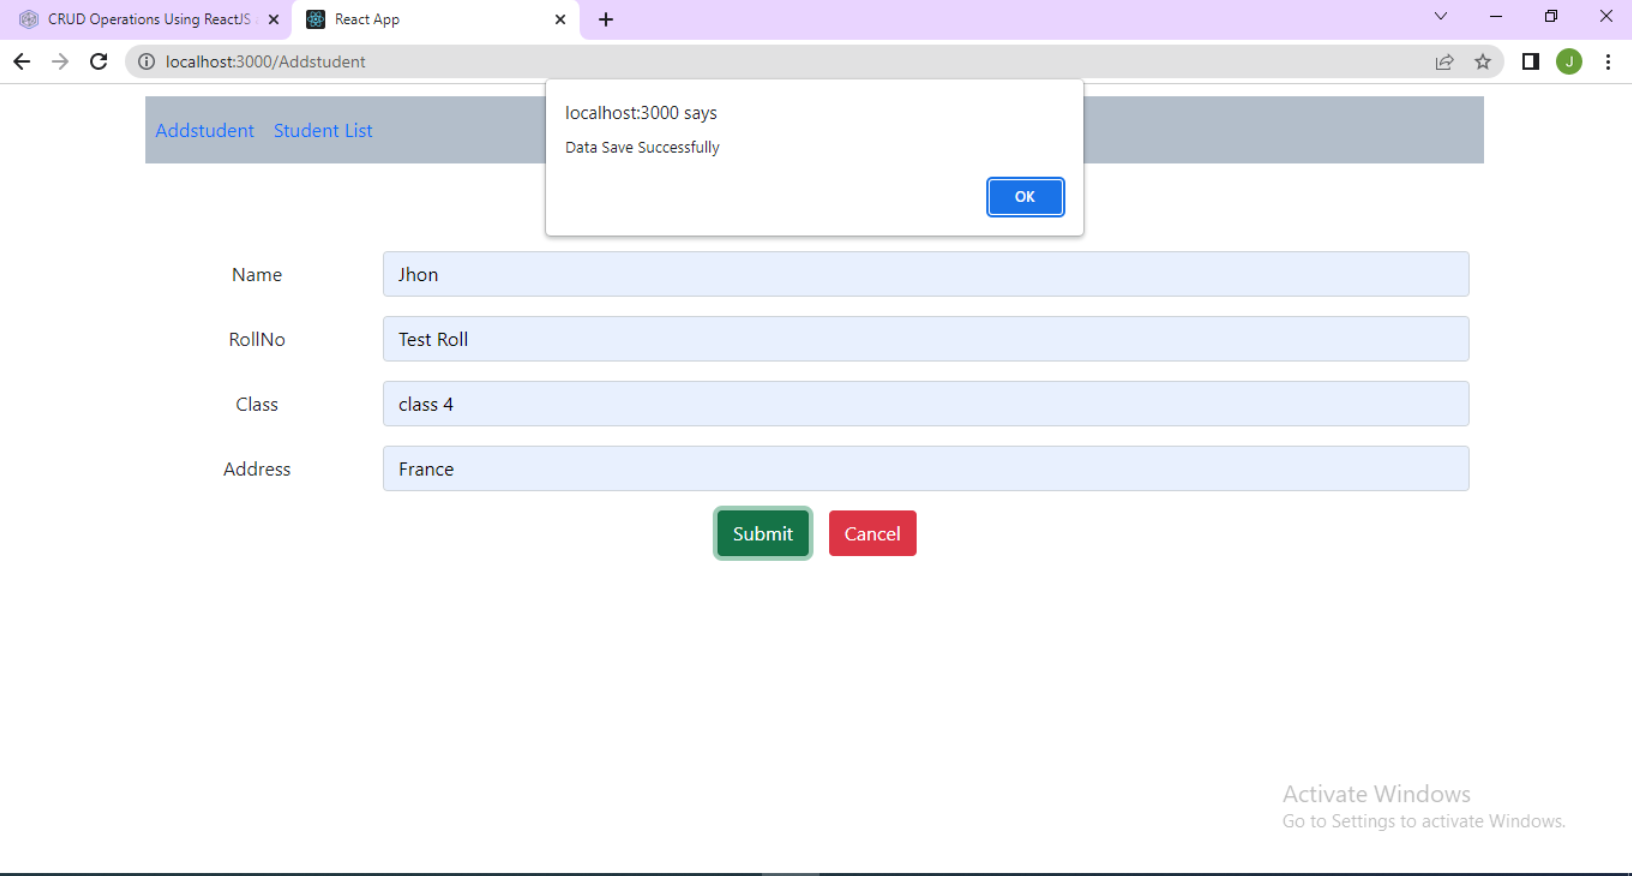 CRUD Operations Using ReactJS
React App
localhost:3000/Addstudent
J
localhost:3000 says
Data Save Successfully
OK
Addstudent Student List
Name Jhon
RollNo Test Roll
Class class 4
Address France
Submit Cancel
Activate Windows
Go to Settings to activate Windows.